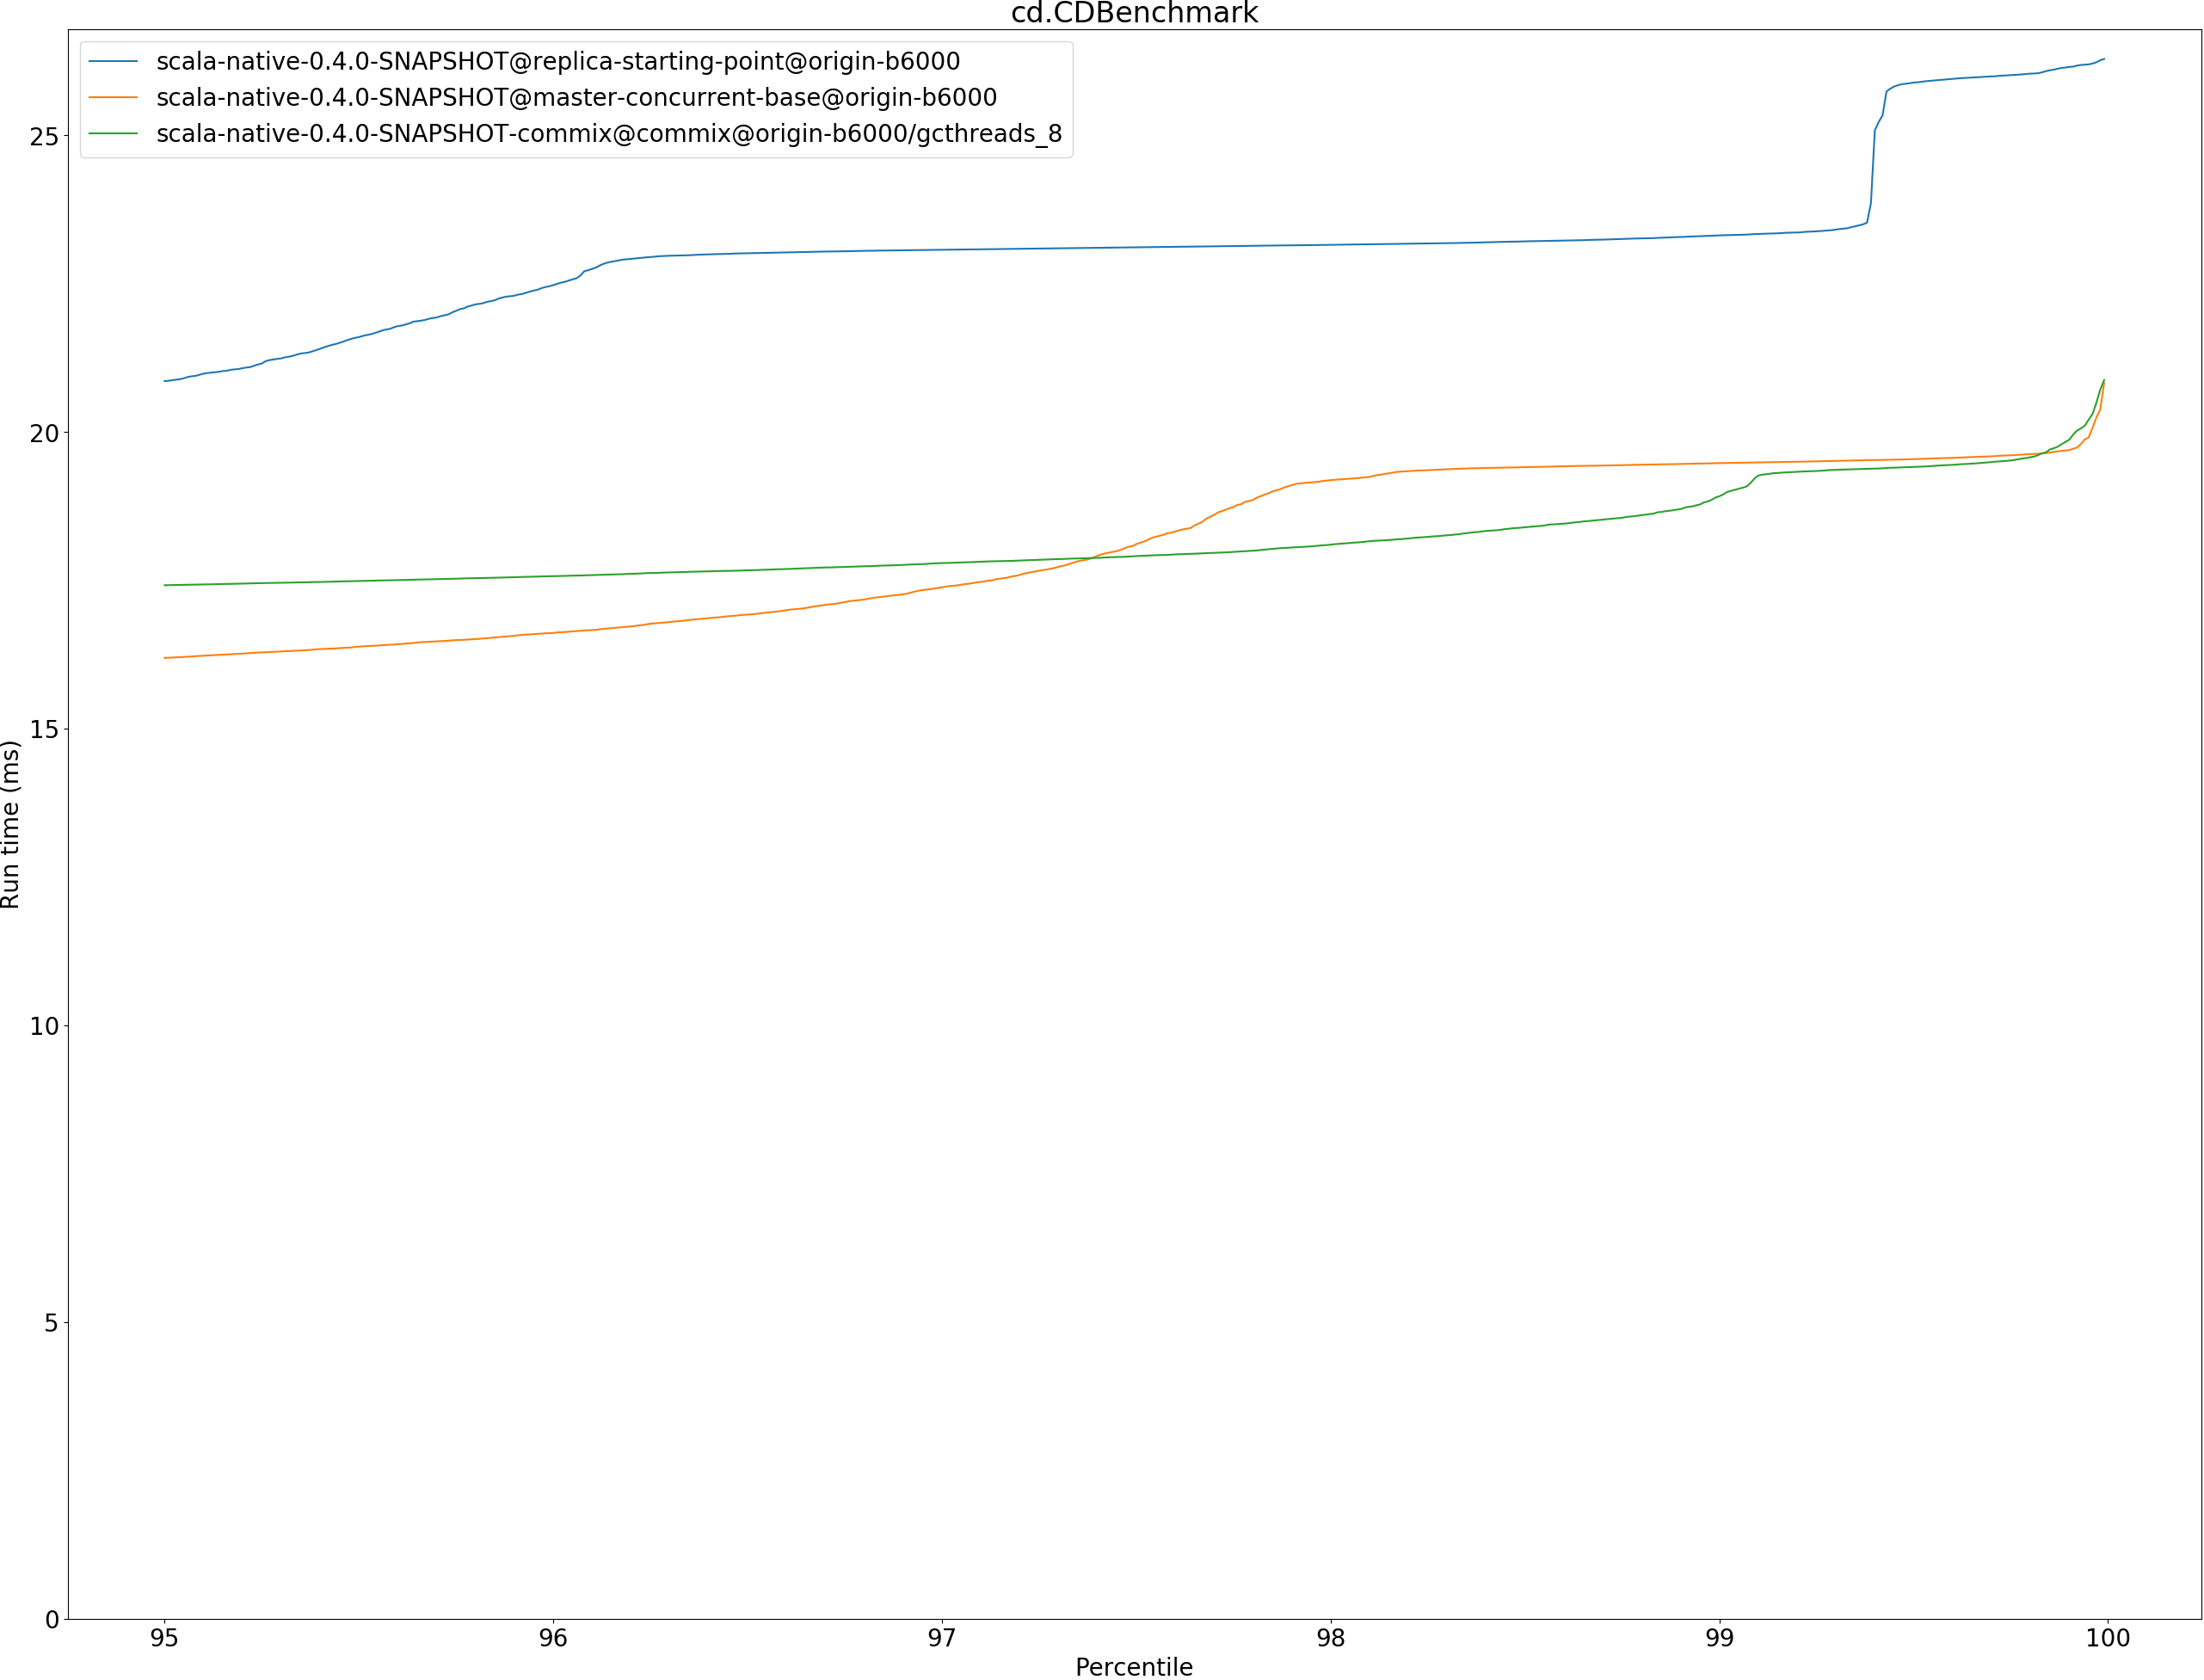 cd.CDBenchmark
scala-native-0.4.0-SNAPSHOT@replica-starting-point@origin-b6000
scala-native-0.4.0-SNAPSHOT@master-concurrent-base@origin-b6000
scala-native-0.4.0-SNAPSHOT-commix@commix@origin-b6000/gcthreads_8
25
20
15
10
5
0
Run time (ms)
95 96 97 98 99 100
Percentile